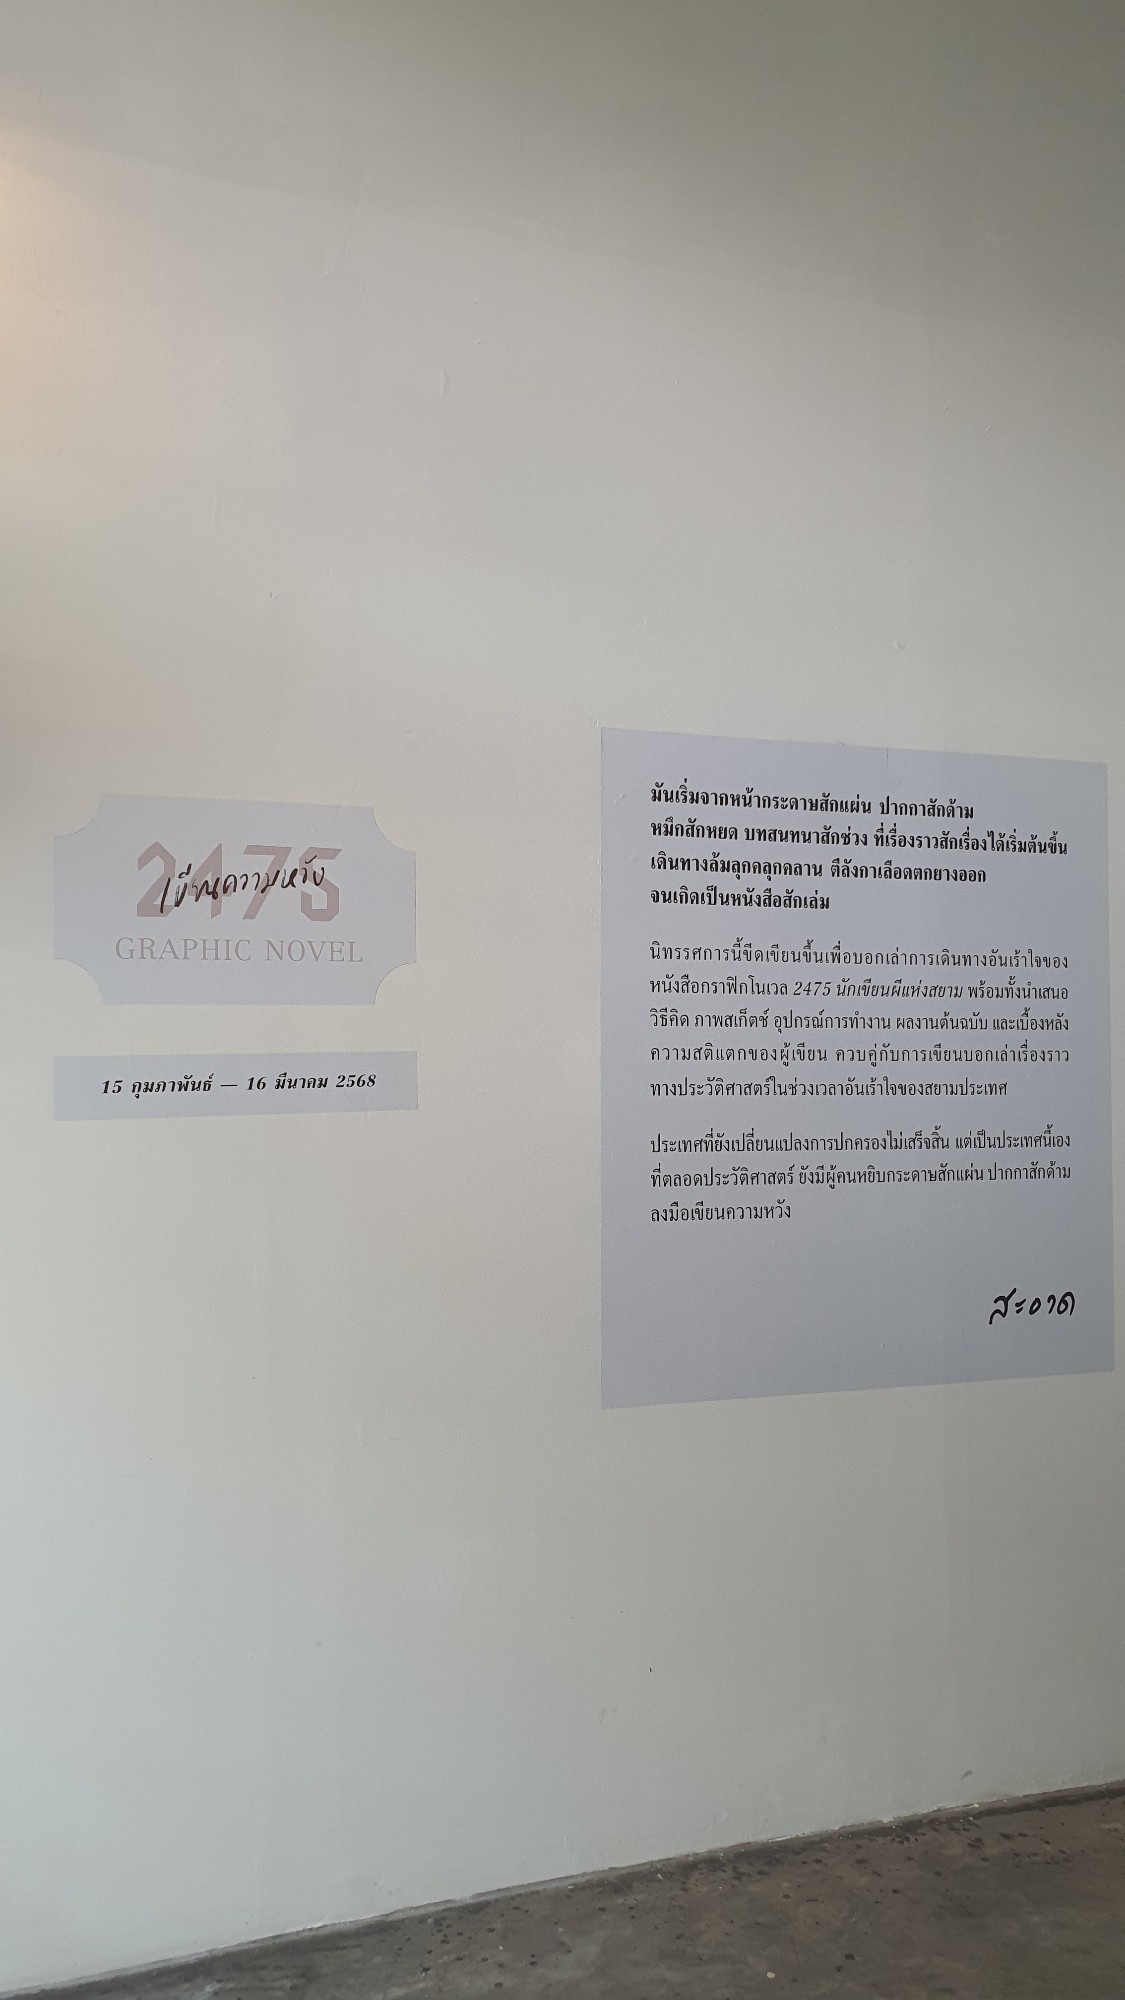 2475
เขียนความหวัง
GRAPHIC NOVEL
15 กุมภาพันธ์ — 16 มีนาคม 2568
มันเริ่มจากหน้ากระดาษสักแผ่น ปากกาสักด้าม
หมึกสักหยด บทสนทนาสักช่วง ที่เรื่องราวสักเรื่องได้เริ่มต้นขึ้น
เดินทางล้มลุกคลุกคลาน ตีลังกาเลือดตกยางออก
จนเกิดเป็นหนังสือสักเล่ม
นิทรรศการนี้ขีดเขียนขึ้นเพื่อบอกเล่าการเดินทางอันเร้าใจของ
หนังสือกราฟิกโนเวล 2475 นักเขียนผีแห่งสยาม พร้อมทั้งนำเสนอ
วิธีคิด ภาพสเก็ตช์ อุปกรณ์การทำงาน ผลงานต้นฉบับ และเบื้องหลัง
ความสติแตกของผู้เขียน ควบคู่กับการเขียนบอกเล่าเรื่องราว
ทางประวัติศาสตร์ในช่วงเวลาอันเร้าใจของสยามประเทศ
ประเทศที่ยังเปลี่ยนแปลงการปกครองไม่เสร็จสิ้น แต่เป็นประเทศนี้เอง
ที่ตลอดประวัติศาสตร์ ยังมีผู้คนหยิบกระดาษสักแผ่น ปากกาสักด้าม
ลงมือเขียนความหวัง
สะอาด